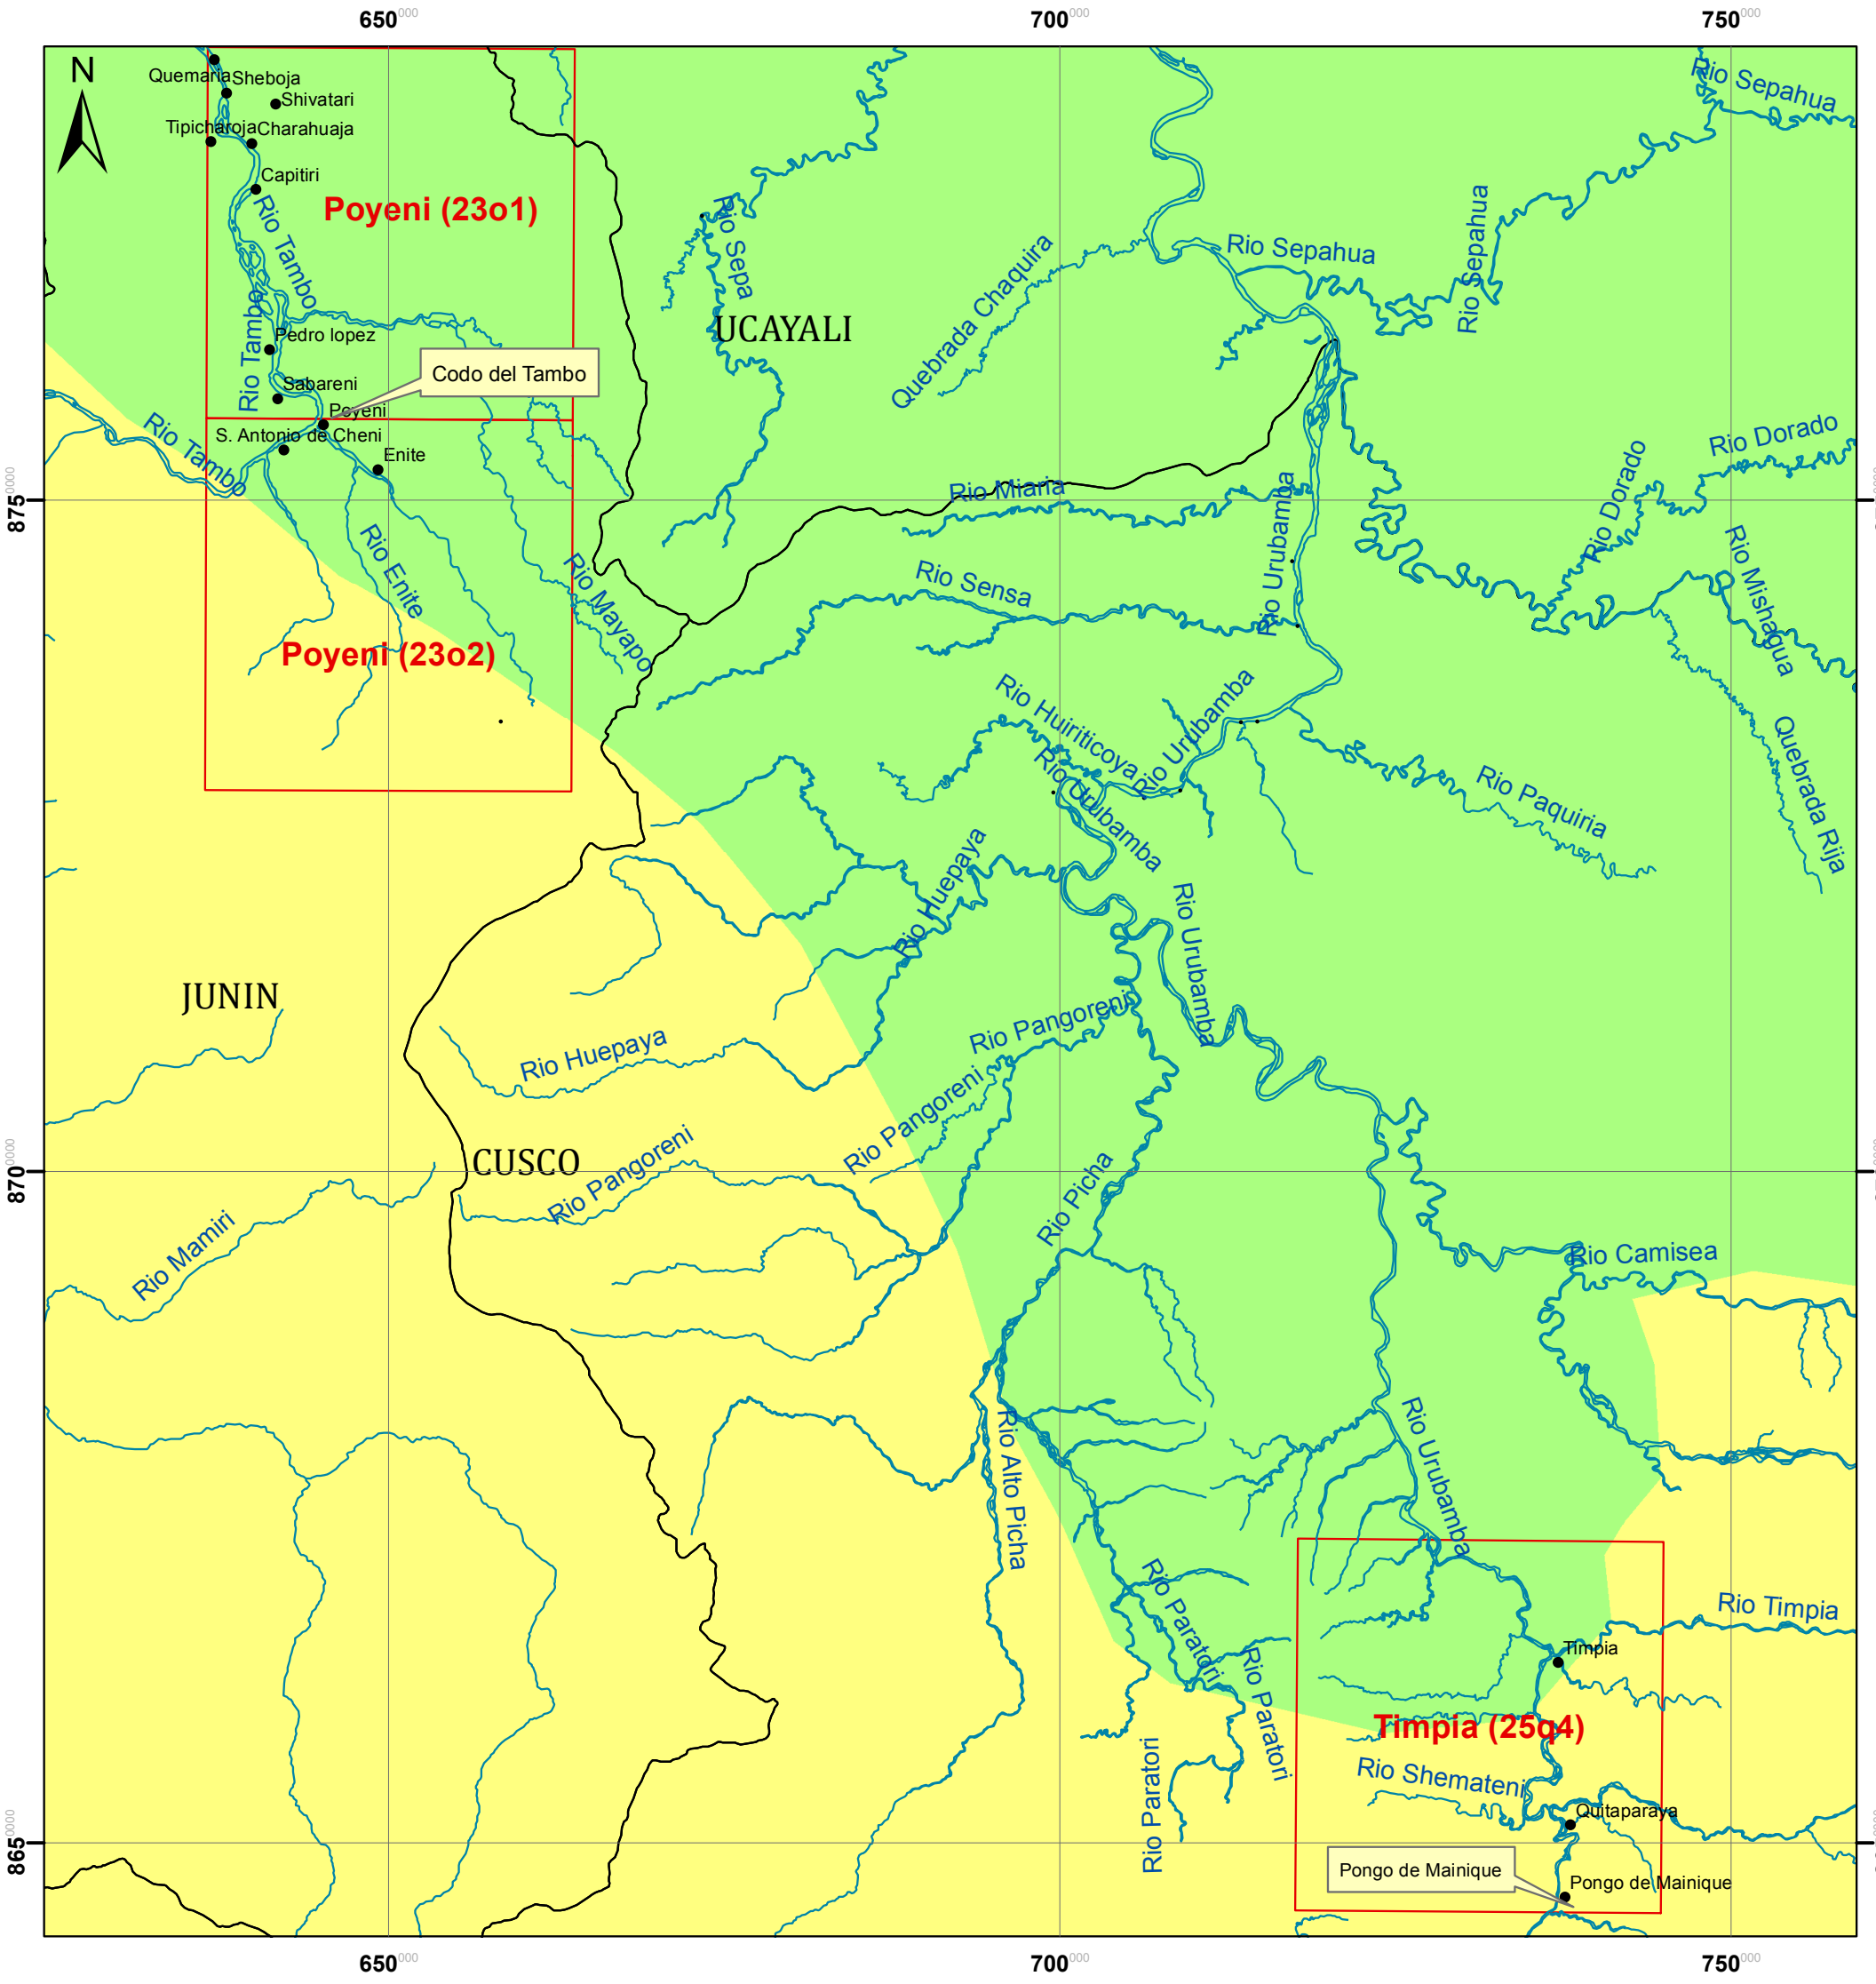 650000
700000
750000
N
Quemaria
Sheboja
Shivatari
Tipicharoja
Charahuaja
Capitiri
Rio Tambo
Poyeni (23o1)
Rio Sepa
UCAYALI
Quebrada Chaquira
Rio Sepahua
Rio Sepahua
Rio Sepahua
Rio Tambo
Pedro lopez
Codo del Tambo
Sabareni
Poyeni
S. Antonio de Cheni
Enite
Rio Tambo
Rio Enite
Rio Mayapo
Poyeni (23o2)
Rio Miaria
Rio Urubamba
Rio Dorado
Rio Dorado
Rio Mishagua
Rio Sensa
Rio Huiriticoya
Rio Urubamba
Rio Urubamba
Rio Paquiria
Quebrada Rija
Rio Huepaya
Rio Urubamba
JUNIN
Rio Huepaya
Rio Pangoreni
Rio Pangoreni
CUSCO
Rio Pangoreni
Rio Picha
Rio Mamiri
Rio Camisea
Rio Alto Picha
Rio Urubamba
Rio Paratori
Rio Paratori
Rio Paratori
Rio Timpia
Timpia
Timpia (25q4)
Rio Shemateni
Quitaparaya
Pongo de Mainique
Pongo de Mainique
8750000
8700000
8650000
650000
700000
750000